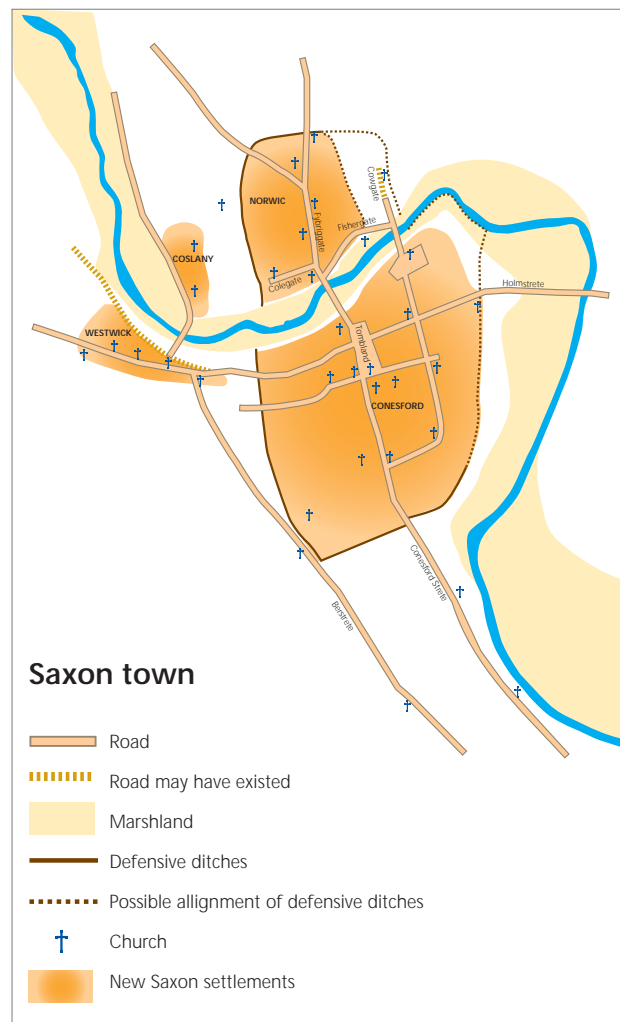 Cowgate
NORWIC
Fybriggate
Fishergate
COSLANY
Colegate
Holmstrete
WESTWICK
Tombland
CONESFORD
Conesford Strete
Berstrete
Saxon town
Road
Road may have existed
Marshland
Defensive ditches
Possible allignment of defensive ditches
Church
New Saxon settlements